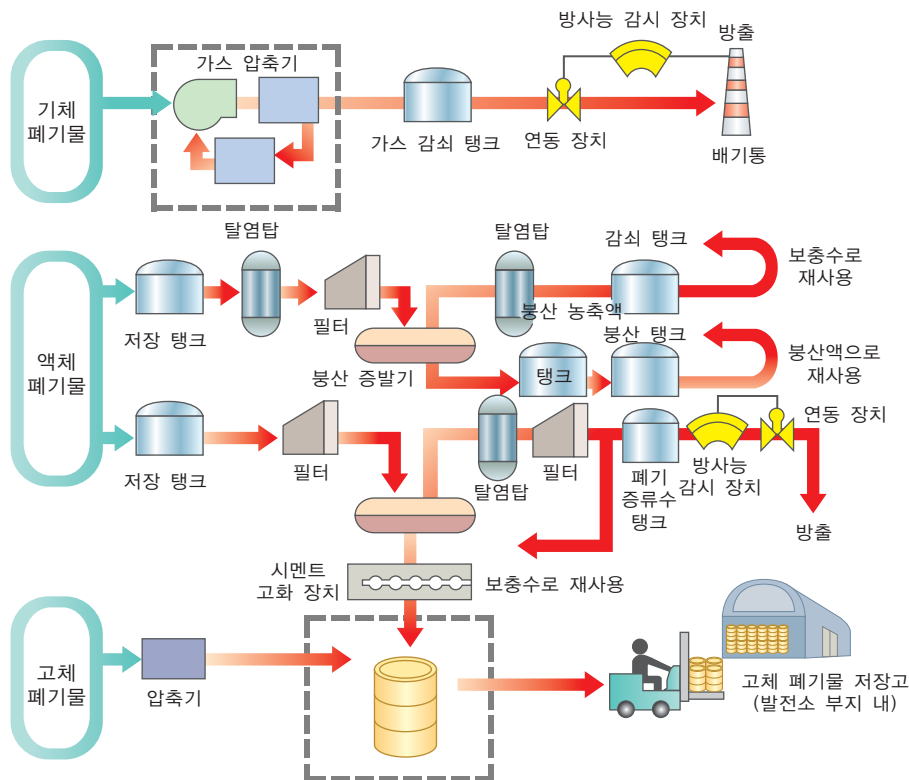 기체
폐기물
가스 압축기
가스 감쇠 탱크
방사능 감시 장치
연동 장치
방출
배기통
액체
폐기물
저장 탱크
탈염탑
필터
붕산 증발기
탈염탑
붕산 농축액
감쇠 탱크
보충수로
재사용
탱크
붕산 탱크
붕산액으로
재사용
저장 탱크
필터
탈염탑
필터
폐기
증류수
탱크
방사능
감시 장치
연동 장치
방출
시멘트
고화 장치
보충수로 재사용
고체
폐기물
압축기
고체 폐기물 저장고
(발전소 부지 내)